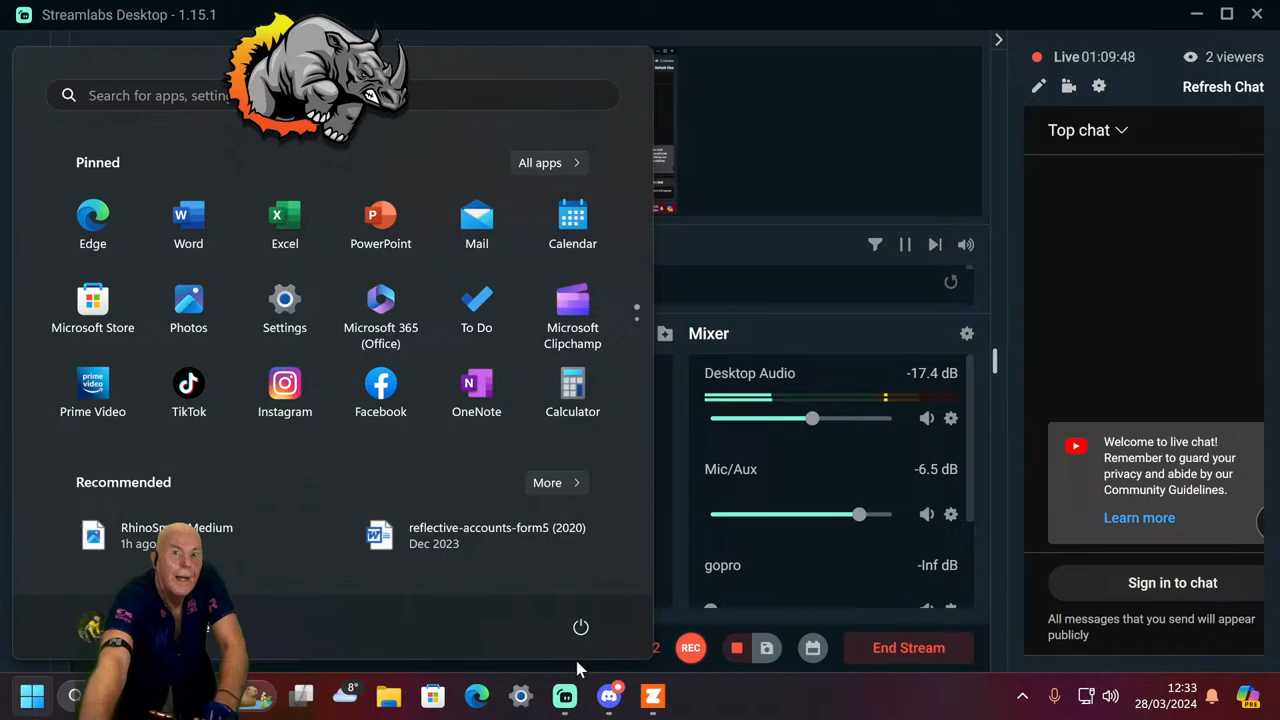 Streamlabs Desktop - 1.15.1
Live 01:09:48
2 viewers
Refresh Chat
Search for apps, settin
Top chat
Pinned
All apps
Edge
Word
Excel
PowerPoint
Mail
Calendar
Microsoft Store
Photos
Settings
Microsoft 365
(Office)
To Do
Microsoft
Clipchamp
Prime Video
TikTok
Instagram
Facebook
OneNote
Calculator
Recommended
More
RhinoSp Medium
1h ago
reflective-accounts-form5 (2020)
Dec 2023
Mixer
Desktop Audio
-17.4 dB
Mic/Aux
-6.5 dB
gopro
-Inf dB
2
REC
End Stream
Welcome to live chat!
Remember to guard your
privacy and abide by our
Community Guidelines.
Learn more
Sign in to chat
All messages that you send will appear
publicly
8°
12:33
28/03/2024
PRE